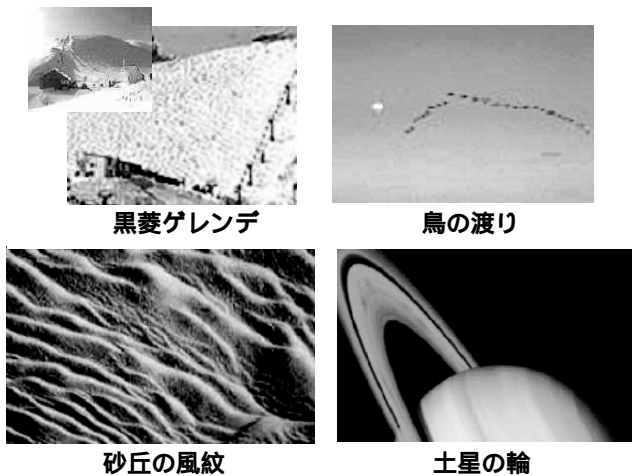 黒菱ゲレンデ
鳥の渡り
砂丘の風紋
土星の輪